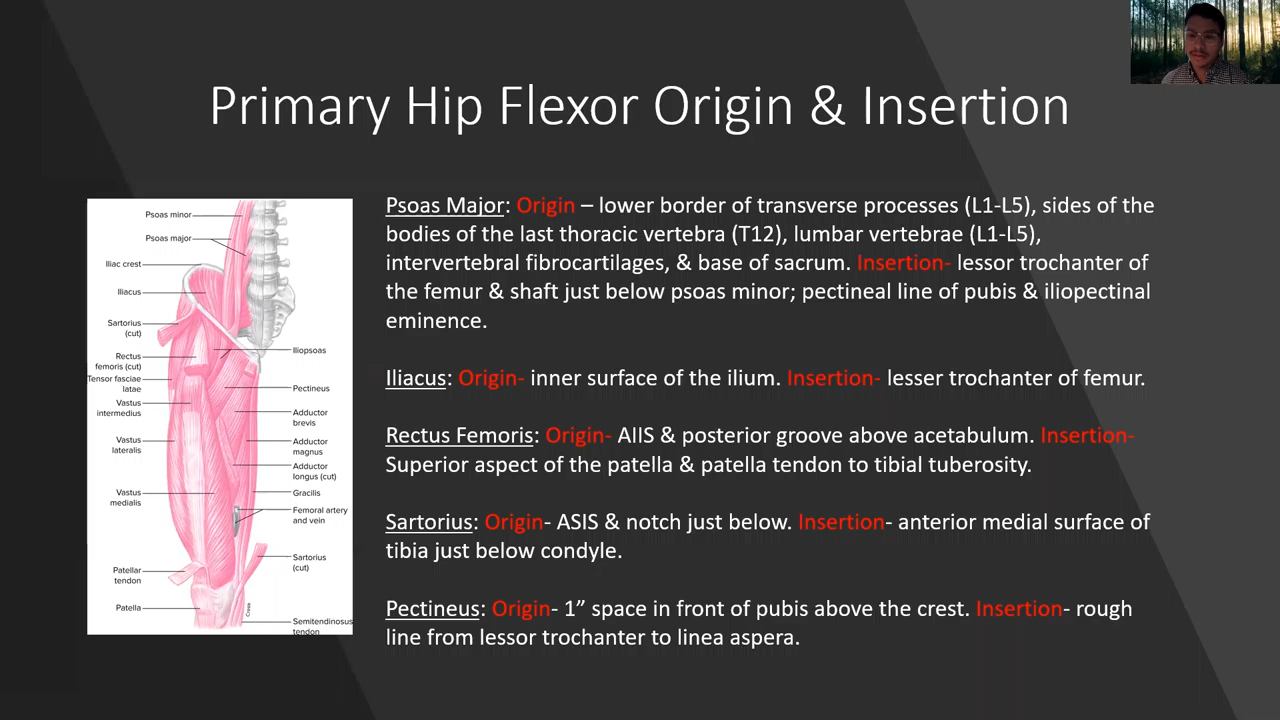 Primary Hip Flexor Origin & Insertion
Psoas minor
Psoas major
Iliac crest
Iliacus
Sartorius
(cut)
Rectus
femoris (cut)
Tensor fasciae
latae
Vastus
intermedius
Vastus
lateralis
Vastus
medialis
Patellar
tendon
Patella
Iliopsoas
Pectineus
Adductor
brevis
Adductor
magnus
Adductor
longus (cut)
Gracilis
Femoral artery
and vein
Sartorius
(cut)
Semitendinosus
tendon
Psoas Major: Origin – lower border of transverse processes (L1-L5), sides of the
bodies of the last thoracic vertebra (T12), lumbar vertebrae (L1-L5),
intervertebral fibrocartilages, & base of sacrum. Insertion- lessor trochanter of
the femur & shaft just below psoas minor; pectineal line of pubis & iliopectinal
eminence.
Iliacus: Origin- inner surface of the ilium. Insertion- lesser trochanter of femur.
Rectus Femoris: Origin- AIIS & posterior groove above acetabulum. Insertion-
Superior aspect of the patella & patella tendon to tibial tuberosity.
Sartorius: Origin- ASIS & notch just below. Insertion- anterior medial surface of
tibia just below condyle.
Pectineus: Origin- 1” space in front of pubis above the crest. Insertion- rough
line from lessor trochanter to linea aspera.